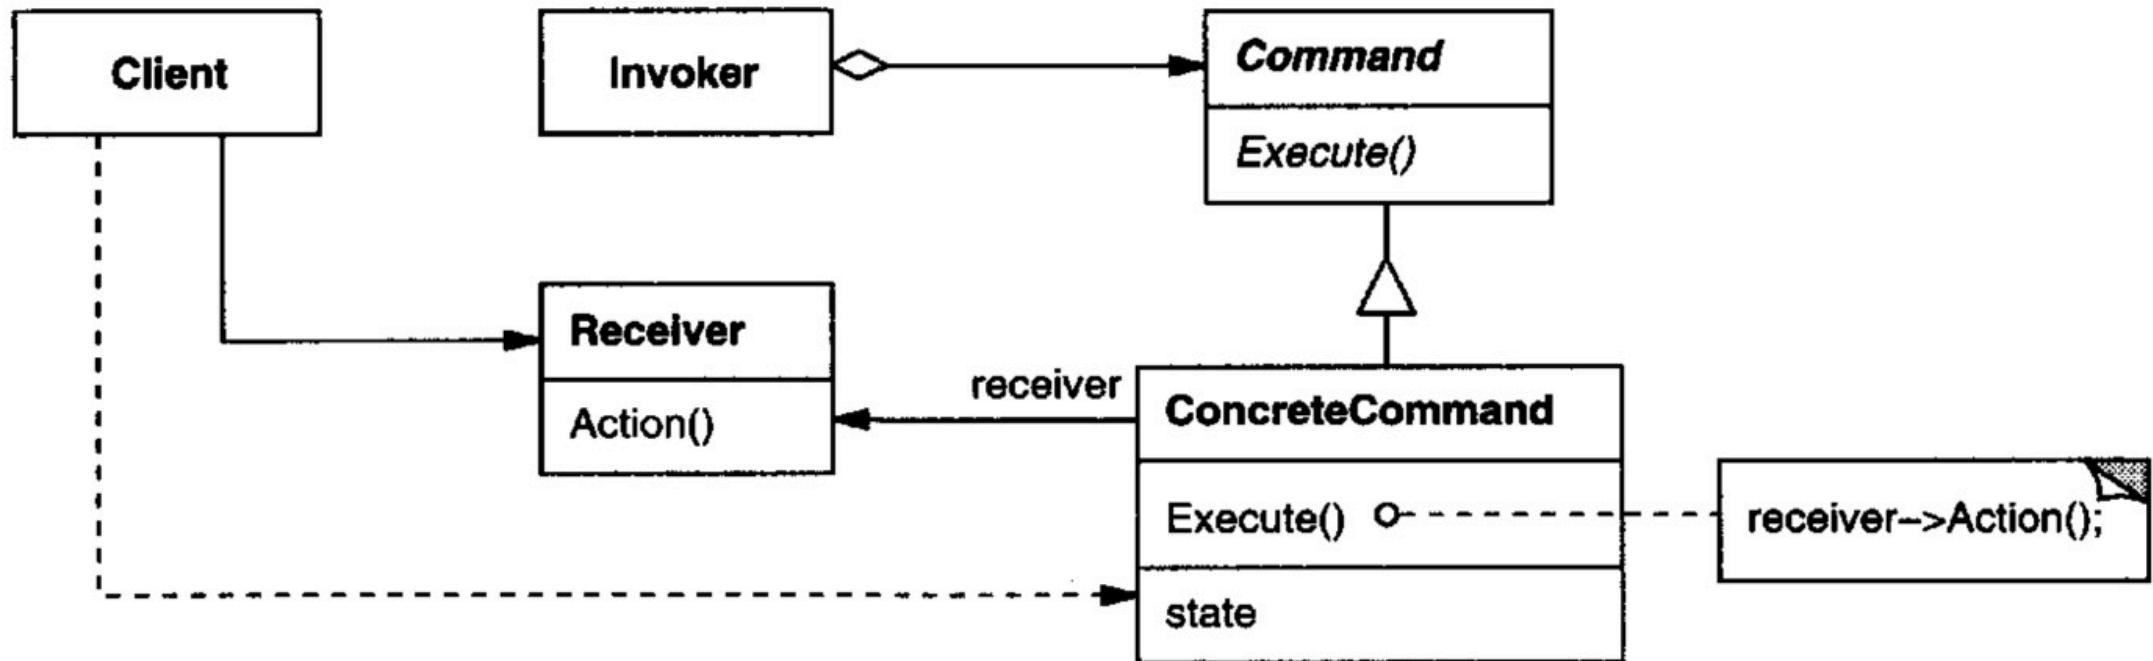 Client
Invoker
Command
Execute()
Receiver
Action()
receiver
ConcreteCommand
Execute()
receiver->Action();
state